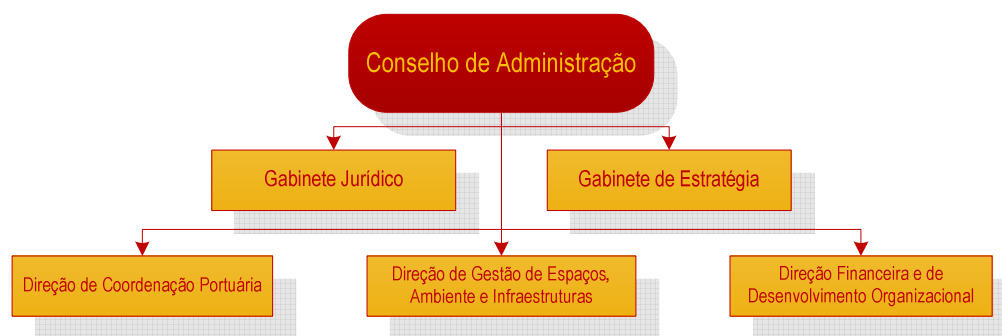 Conselho de Administração
Gabinete Jurídico
Gabinete de Estratégia
Direção de Coordenação Portuária
Direção de Gestão de Espaços,
Ambiente e Infraestruturas
Direção Financeira e de
Desenvolvimento Organizacional